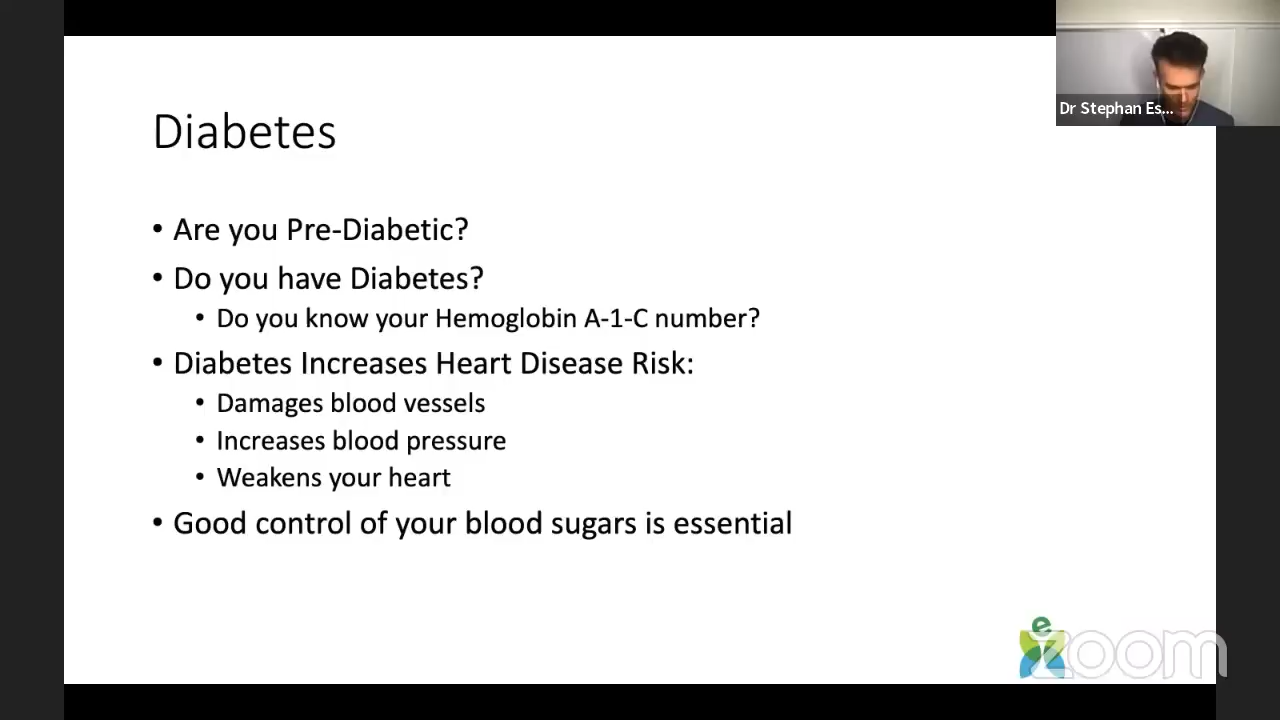 Dr Stephan Es...
Diabetes
• Are you Pre-Diabetic?
• Do you have Diabetes?
• Do you know your Hemoglobin A-1-C number?
• Diabetes Increases Heart Disease Risk:
• Damages blood vessels
• Increases blood pressure
• Weakens your heart
• Good control of your blood sugars is essential
e
zoom